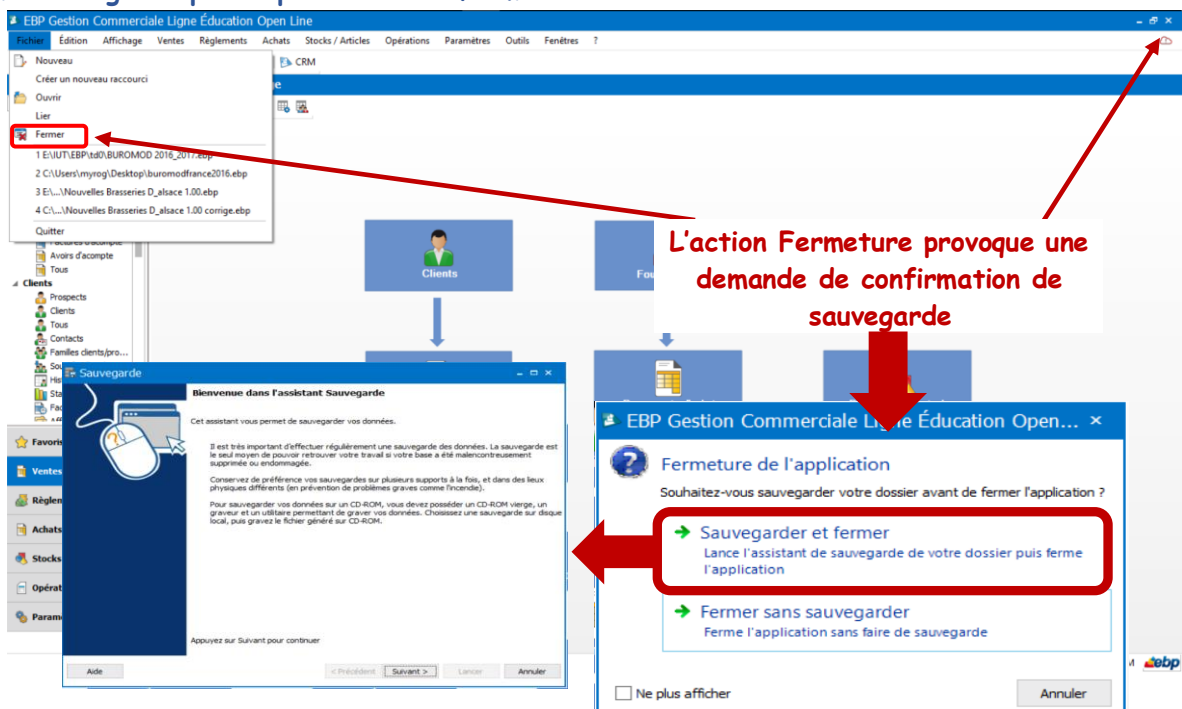 EBP Gestion Commerciale Ligne Éducation Open Line
Fichier Édition Affichage Ventes Règlements Achats Stocks / Articles Opérations Paramètres Outils Fenêtres ?
Nouveau
CRM
Créer un nouveau raccourci
Ouvrir
Lier
Fermer
1 E:\IUT\EBP\td0\BUROMOD 2016_2017.ebp
2 C:\Users\myrog\Desktop\buromodfrance2016.ebp
3 E:\...\Nouvelles Brasseries D_alsace 1.00.ebp
4 C:\...\Nouvelles Brasseries D_alsace 1.00 corrige.ebp
Quitter
Factures d'acompte
Avoirs d'acompte
Tous
Clients
Prospects
Clients
Tous
Contacts
Familles clients/pro...
Clients
Fou
L'action Fermeture provoque une
demande de confirmation de
sauvegarde
Favoris
Ventes
Règlen
Achats
Stocks
Opérat
Param
Sauvegarde
Bienvenue dans l'assistant Sauvegarde
Cet assistant vous permet de sauvegarder vos données.
Il est très important d'effectuer régulièrement une sauvegarde des données. La sauvegarde est
le seul moyen de pouvoir retrouver votre travail si votre base a été malencontreusement
supprimée ou endommagée.
Conservez de préférence vos sauvegardes sur plusieurs supports à la fois, et dans des lieux
physiques différents (en prévention de problèmes graves comme l'incendie).
Pour sauvegarder vos données sur un CD-ROM, vous devez posséder un CD-ROM vierge, un
graveur et un utilitaire permettant de graver vos données. Choisissez une sauvegarde sur disque
local, puis gravez le fichier généré sur CD-ROM.
Appuyez sur Suivant pour continuer
Aide < Précédent Suivant > Lancer Annuler
EBP Gestion Commerciale Ligne Éducation Open...
Fermeture de l'application
Souhaitez-vous sauvegarder votre dossier avant de fermer l'application ?
Sauvegarder et fermer
Lance l'assistant de sauvegarde de votre dossier puis ferme
l'application
Fermer sans sauvegarder
Ferme l'application sans faire de sauvegarde
Ne plus afficher Annuler
ebp